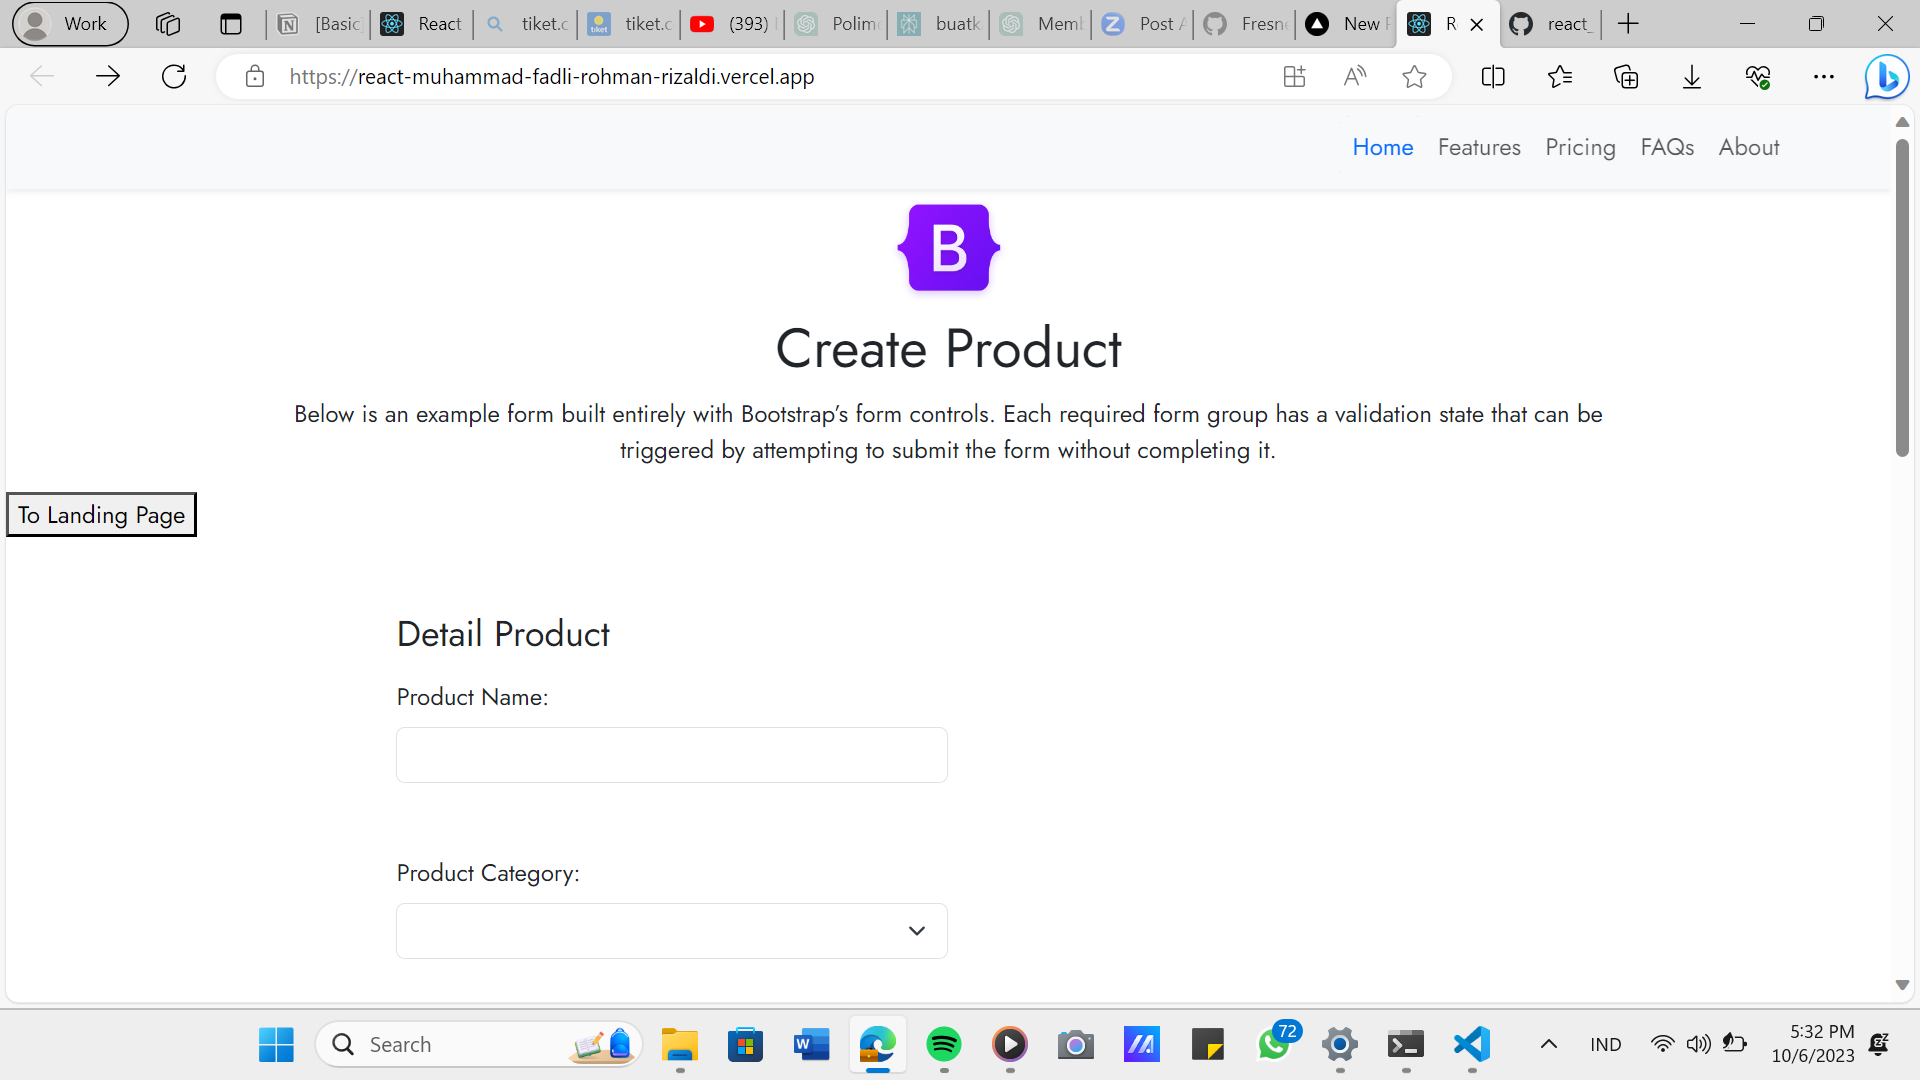 Work
[Basic
React
tiket.c
tiket.c
(393)
Polim
buatk
Memb
Post A
Fresne
New
R
react_
https://react-muhammad-fadli-rohman-rizaldi.vercel.app
Home Features Pricing FAQs About
B
Create Product
Below is an example form built entirely with Bootstrap’s form controls. Each required form group has a validation state that can be
triggered by attempting to submit the form without completing it.
To Landing Page
Detail Product
Product Name:
Product Category:
Search
72
IND
5:32 PM
10/6/2023